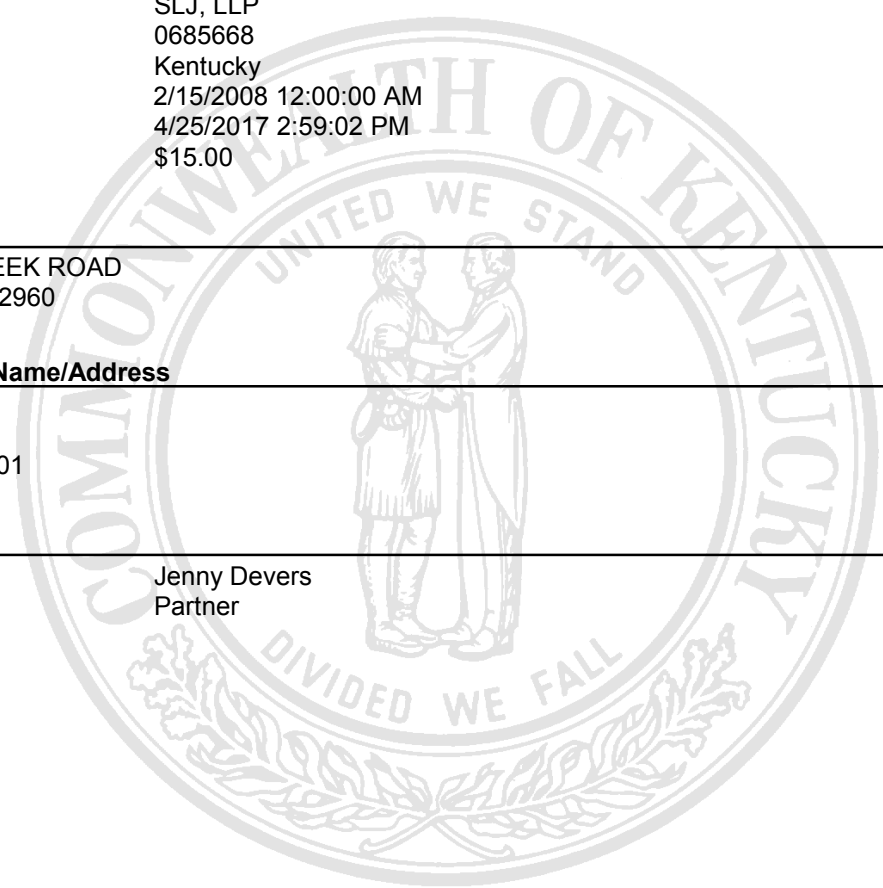 SLJ, LLP
0685668
Kentucky
2/15/2008 12:00:00 AM
4/25/2017 2:59:02 PM
$15.00
EEK ROAD
2960
Name/Address
01
Jenny Devers
Partner
COMMONWEALTH OF KENTUCKY
UNITED WE STAND
DIVIDED WE FALL